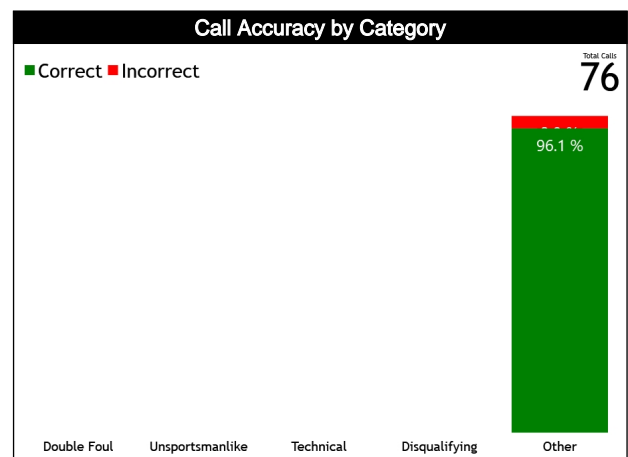 Call Accuracy by Category
Correct Incorrect
Total Calls
76
96.1 %
Double Foul Unsportsmanlike Technical Disqualifying Other